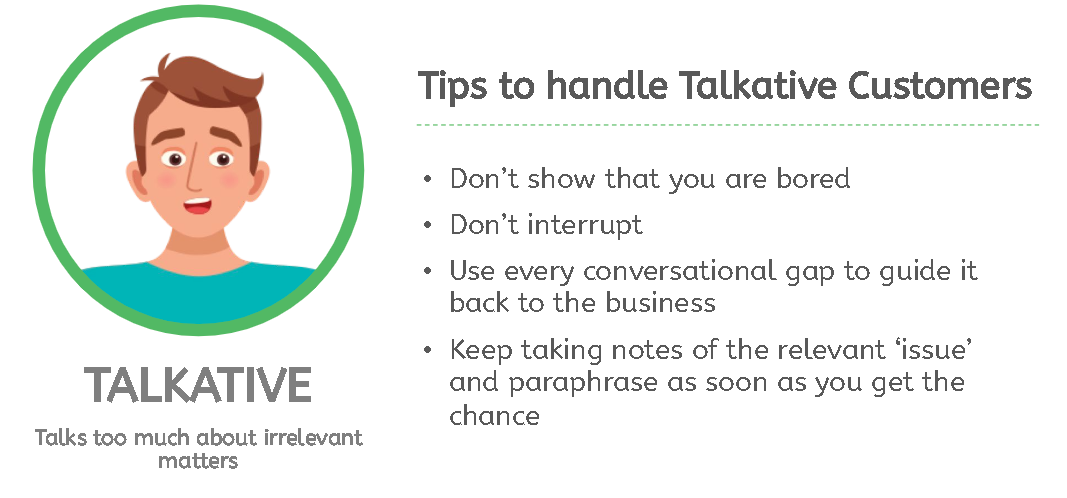 Tips to handle Talkative Customers
• Don’t show that you are bored
• Don’t interrupt
• Use every conversational gap to guide it
back to the business
• Keep taking notes of the relevant ‘issue’
and paraphrase as soon as you get the
chance
TALKATIVE
Talks too much about irrelevant
matters